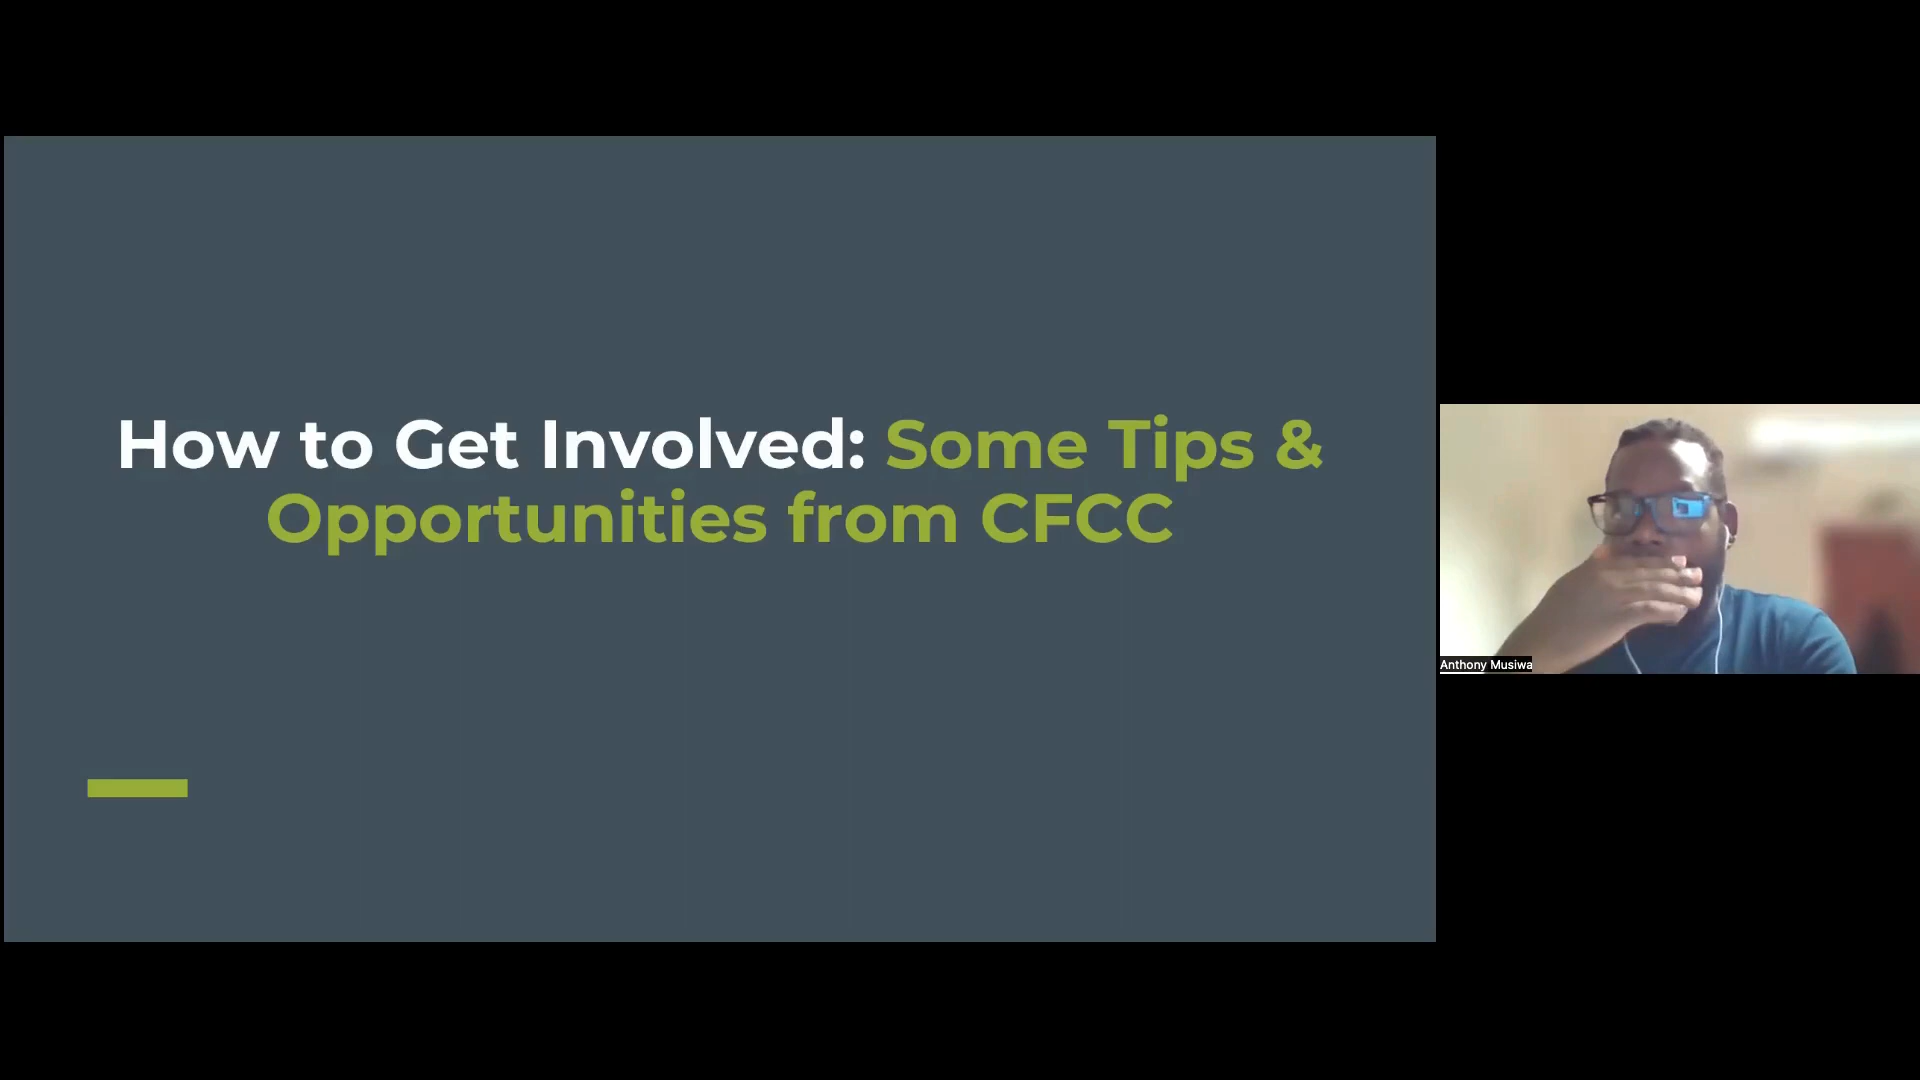 How to Get Involved: Some Tips &
Opportunities from CFCC
Anthony Musiwa